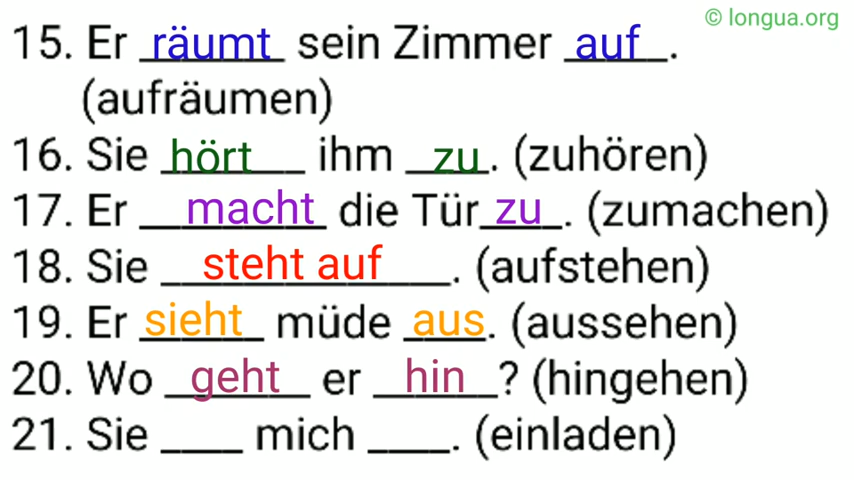 © longua.org
15. Er räumt sein Zimmer auf.
(aufräumen)
16. Sie hört ihm zu. (zuhören)
17. Er macht die Tür zu. (zumachen)
18. Sie steht auf. (aufstehen)
19. Er sieht müde aus. (aussehen)
20. Wo geht er hin? (hingehen)
21. Sie ____ mich ____. (einladen)